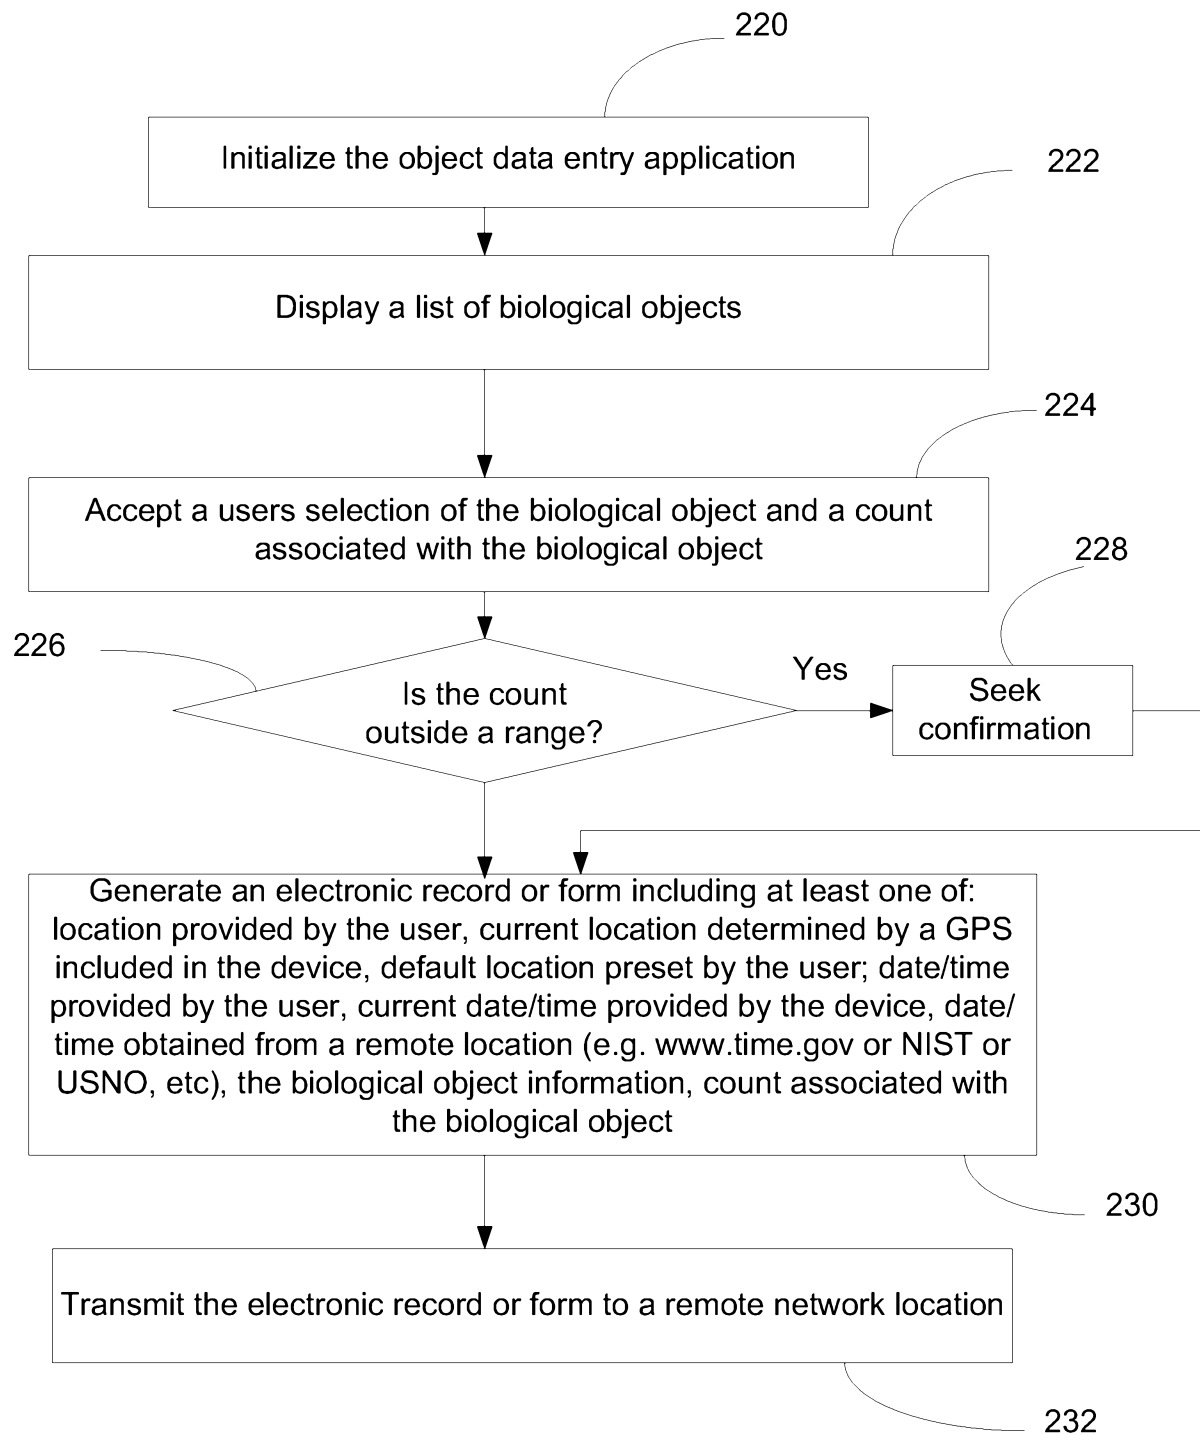 220
Initialize the object data entry application
222
Display a list of biological objects
224
Accept a users selection of the biological object and a count
associated with the biological object
228
226
Yes
Is the count
outside a range?
Seek
confirmation
Generate an electronic record or form including at least one of:
location provided by the user, current location determined by a GPS
included in the device, default location preset by the user; date/time
provided by the user, current date/time provided by the device, date/
time obtained from a remote location (e.g. www.time.gov or NIST or
USNO, etc), the biological object information, count associated with
the biological object
230
Transmit the electronic record or form to a remote network location
232